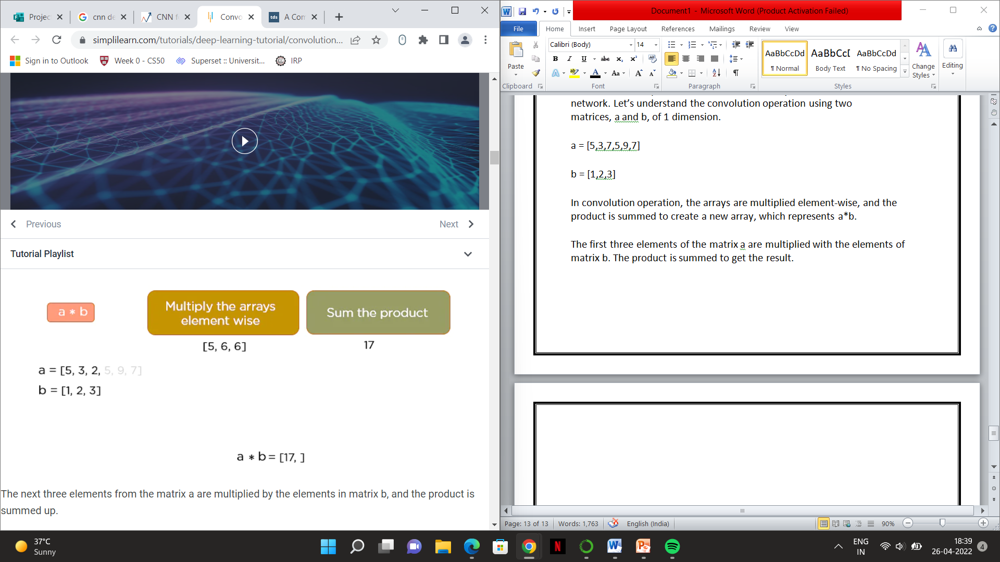 Projec
cnn de
CNN f
Convo
tds
A Con
simplilearn.com/tutorials/deep-learning-tutorial/convolution...
Sign in to Outlook
Week 0 - CS50
Superset :: Universit...
IRP
Previous
Next
Tutorial Playlist
a * b
Multiply the arrays
element wise
Sum the product
[5, 6, 6]
17
a = [5, 3, 2, 5, 9, 7]
b = [1, 2, 3]
a * b = [17, ]
The next three elements from the matrix a are multiplied by the elements in matrix b, and the product is
summed up.
Document1 - Microsoft Word (Product Activation Failed)
File
Home
Insert
Page Layout
References
Mailings
Review
View
Paste
Clipboard
Calibri (Body)
14
B I U abc x₂ x²
A ab A Aa A A
Font
Paragraph
AaBbCcDd
¶ Normal
AaBbCcI
Body Text
AaBbCcDd
¶ No Spacing
Change
Styles
Styles
Editing
network. Let’s understand the convolution operation using two
matrices, a and b, of 1 dimension.
a = [5,3,7,5,9,7]
b = [1,2,3]
In convolution operation, the arrays are multiplied element-wise, and the
product is summed to create a new array, which represents a*b.
The first three elements of the matrix a are multiplied with the elements of
matrix b. The product is summed to get the result.
Page: 13 of 13
Words: 1,763
English (India)
90%
37°C
Sunny
ENG
IN
18:39
26-04-2022
4